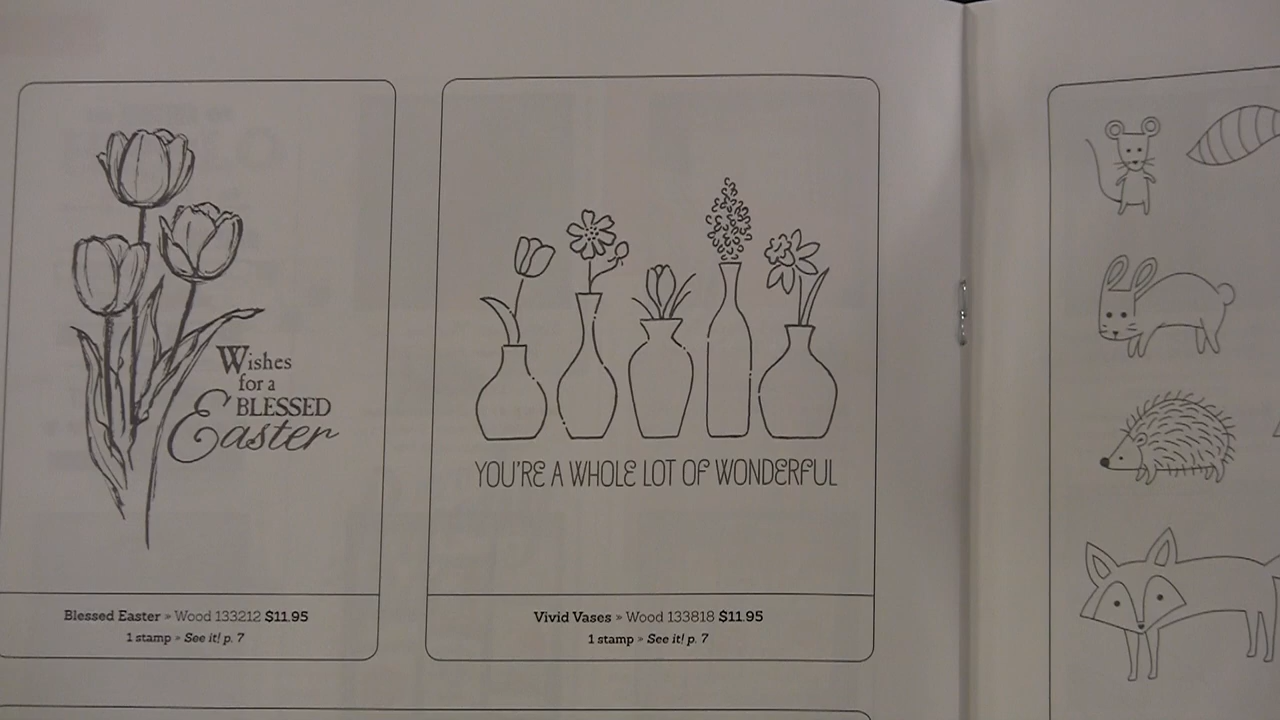 Wishes
for a
BLESSED
Easter
Blessed Easter » Wood 133212 $11.95
1 stamp » See it! p. 7
YOU'RE A WHOLE LOT OF WONDERFUL
Vivid Vases » Wood 133818 $11.95
1 stamp » See it! p. 7